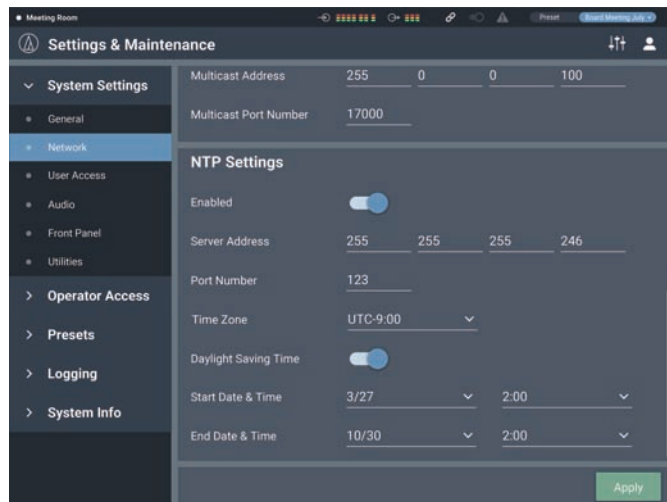 Meeting Room
Preset
Board Meeting July
Settings & Maintenance
System Settings
General
Network
User Access
Audio
Front Panel
Utilities
Operator Access
Presets
Logging
System Info
Multicast Address 255 0 0 100
Multicast Port Number 17000
NTP Settings
Enabled
Server Address 255 255 255 246
Port Number 123
Time Zone UTC-9:00
Daylight Saving Time
Start Date & Time 3/27 2:00
End Date & Time 10/30 2:00
Apply